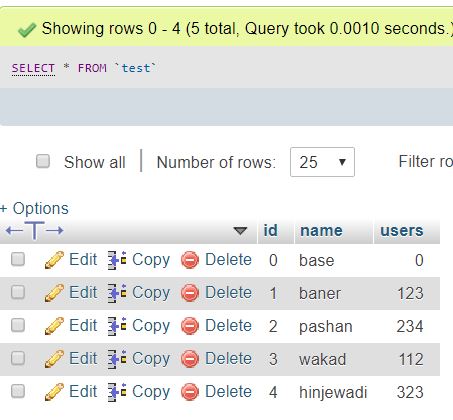 Showing rows 0 - 4 (5 total, Query took 0.0010 seconds.)
SELECT * FROM `test`
Show all Number of rows: 25 Filter ro
+ Options
id name users
Edit Copy Delete 0 base 0
Edit Copy Delete 1 baner 123
Edit Copy Delete 2 pashan 234
Edit Copy Delete 3 wakad 112
Edit Copy Delete 4 hinjewadi 323